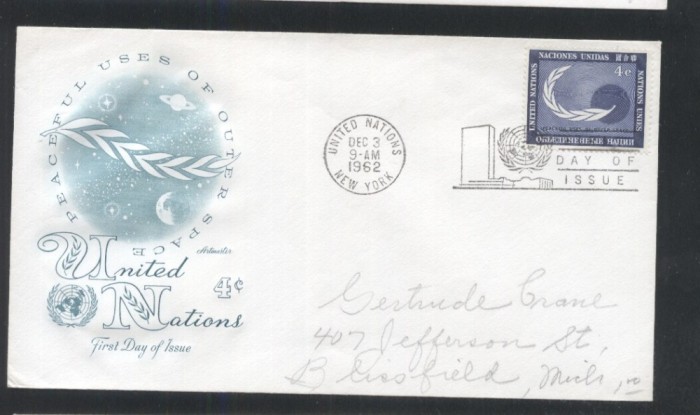 PEACEFUL USES OF OUTER SPACE
Artmaster
United
Nations
4¢
First Day of Issue
UNITED NATIONS
DEC 3
9-AM
1962
NEW YORK
NACIONES UNIDAS
4c
UNITED NATIONS
NATIONS UNIES
DAY OF
ISSUE
Gertrude Crane
407 Jefferson St,
Blissfield, Mich,